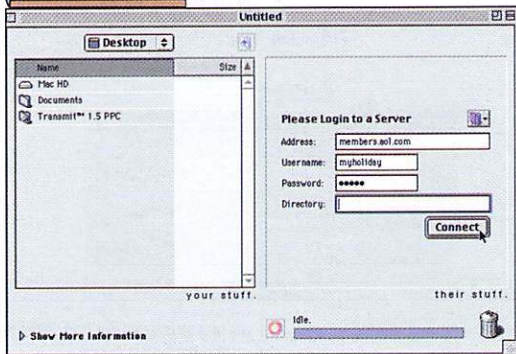 Untitled
Desktop
Name Size
Mac HD
Documents
Transmit™ 1.5 PPC
your stuff.
Please Login to a Server
Address: members.aol.com
Username: myholiday
Password: •••••
Directory:
Connect
their stuff.
Show More Information
Idle.